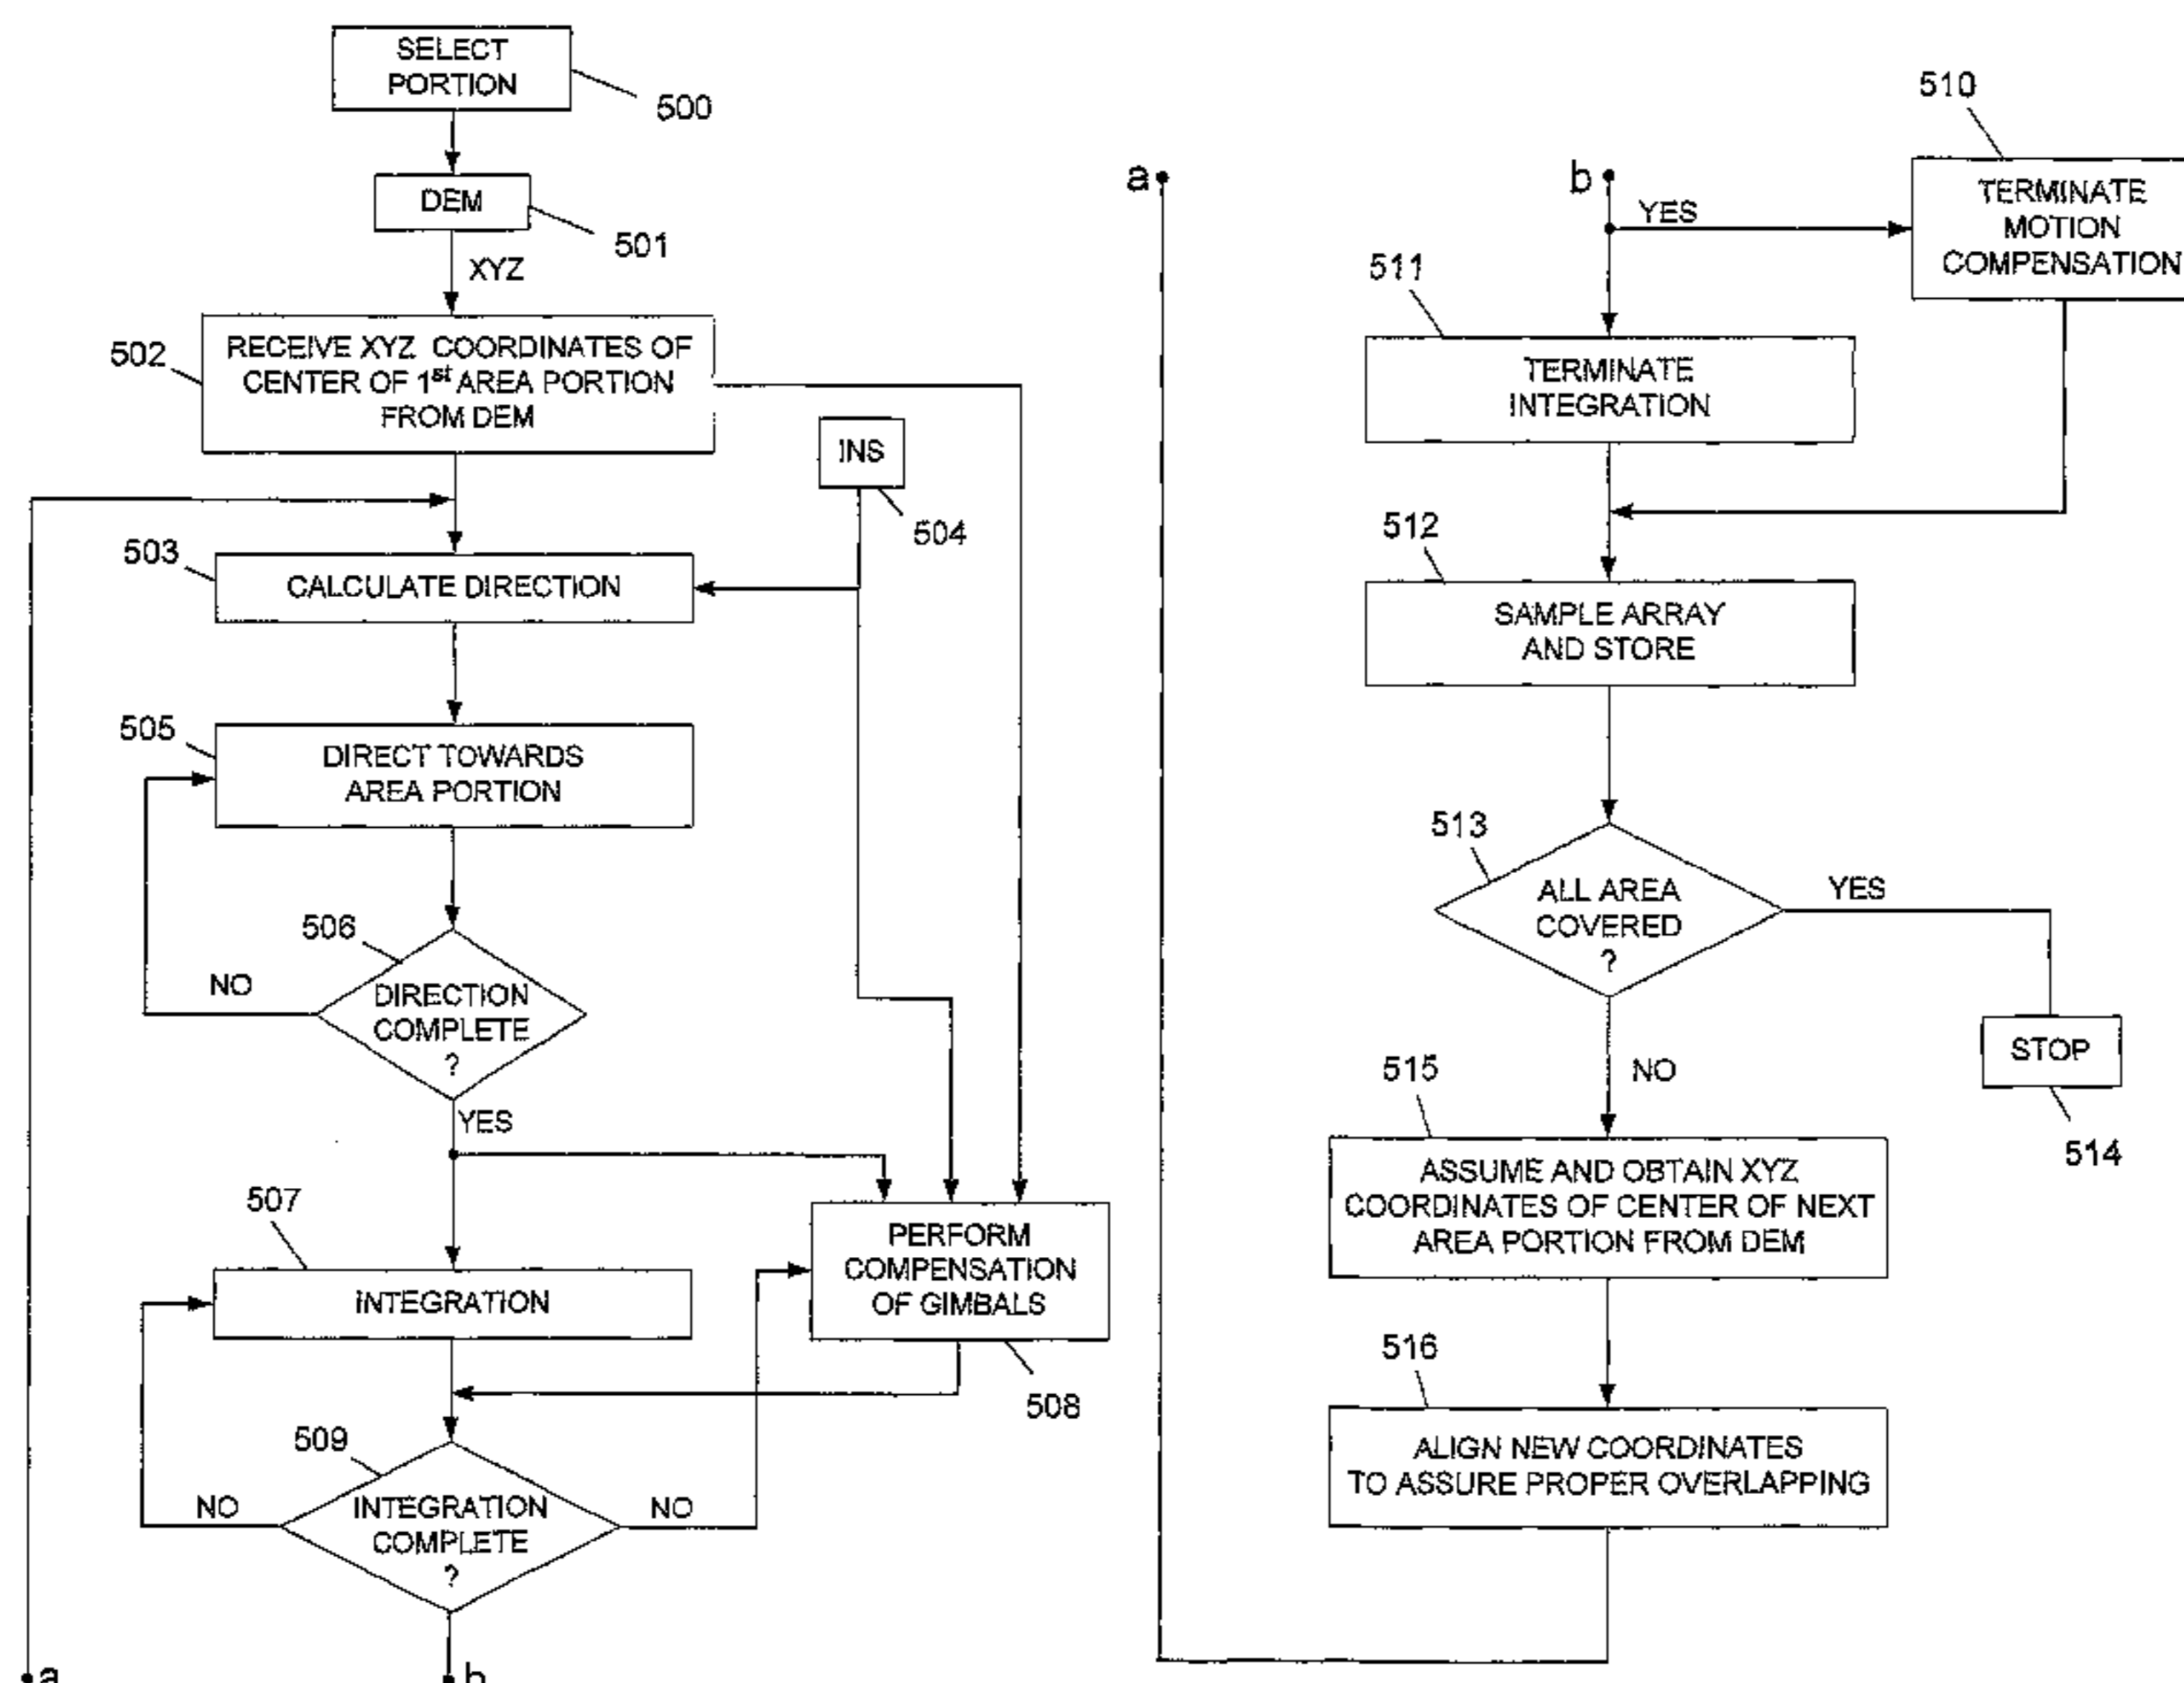 SELECT
PORTION
500
DEM
501
XYZ
502
RECEIVE XYZ COORDINATES OF
CENTER OF 1st AREA PORTION
FROM DEM
INS
504
503
CALCULATE DIRECTION
505
DIRECT TOWARDS
AREA PORTION
506
NO
DIRECTION
COMPLETE
?
YES
507
INTEGRATION
PERFORM
COMPENSATION
OF GIMBALS
508
509
NO
INTEGRATION
COMPLETE
?
NO
a
b
a
b
YES
510
TERMINATE
MOTION
COMPENSATION
511
TERMINATE
INTEGRATION
512
SAMPLE ARRAY
AND STORE
513
ALL AREA
COVERED
?
YES
STOP
514
NO
515
ASSUME AND OBTAIN XYZ
COORDINATES OF CENTER OF NEXT
AREA PORTION FROM DEM
516
ALIGN NEW COORDINATES
TO ASSURE PROPER OVERLAPPING